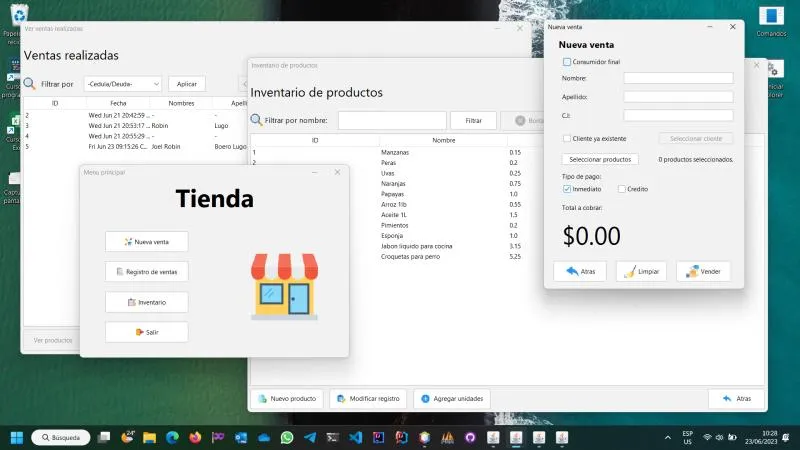 Ver ventas realizadas
Ventas realizadas
Filtrar por
-Cedula/Deuda-
Aplicar
ID Fecha Nombres
2 Wed Jun 21 20:42:59 ... - -
3 Wed Jun 21 20:53:17 ... Robin Lugo
4 Wed Jun 21 20:55:29 ... - -
5 Fri Jun 23 09:15:26 C... Joel Robin Boero Lugo
Ver productos
Menu principal
Tienda
Nueva venta
Registro de ventas
Inventario
Salir
Inventario de productos
Inventario de productos
Filtrar por nombre:
Filtrar
ID Nombre
1 Manzanas 0.15
2 Peras 0.2
Uvas 0.25
Naranjas 0.75
Papayas 1.0
Arroz 1lb 0.55
Aceite 1L 1.5
Pimientos 0.2
Esponja 1.0
Jabon liquido para cocina 3.15
Croquetas para perro 5.25
Nuevo producto
Modificar registro
Agregar unidades
Atras
Nueva venta
Nueva venta
Consumidor final
Nombre:
Apellido:
C.I:
Cliente ya existente
Seleccionar cliente
Seleccionar productos
0 productos seleccionados.
Tipo de pago:
Inmediato
Credito
Total a cobrar:
$0.00
Atras
Limpiar
Vender
Comandos
Búsqueda
24°
ESP
US
10:28
23/06/2023